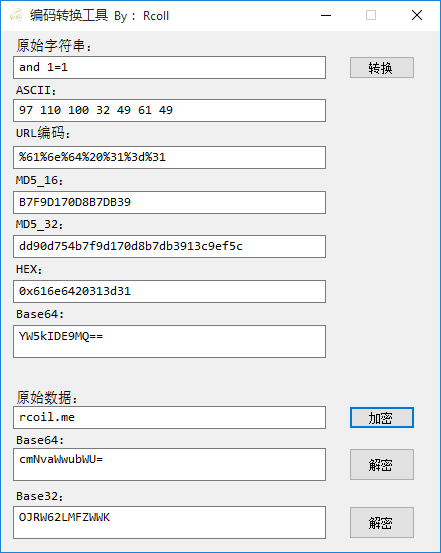 编码转换工具 By : Rcoll
原始字符串:
and 1=1
转换
ASCII:
97 110 100 32 49 61 49
URL编码:
%61%6e%64%20%31%3d%31
MD5_16:
B7F9D170D8B7DB39
MD5_32:
dd90d754b7f9d170d8b7db3913c9ef5c
HEX:
0x616e6420313d31
Base64:
YW5kIDE9MQ==
原始数据:
rcoil.me
加密
Base64:
cmNvaWwubWU=
解密
Base32:
OJRW62LMFZWWK
解密